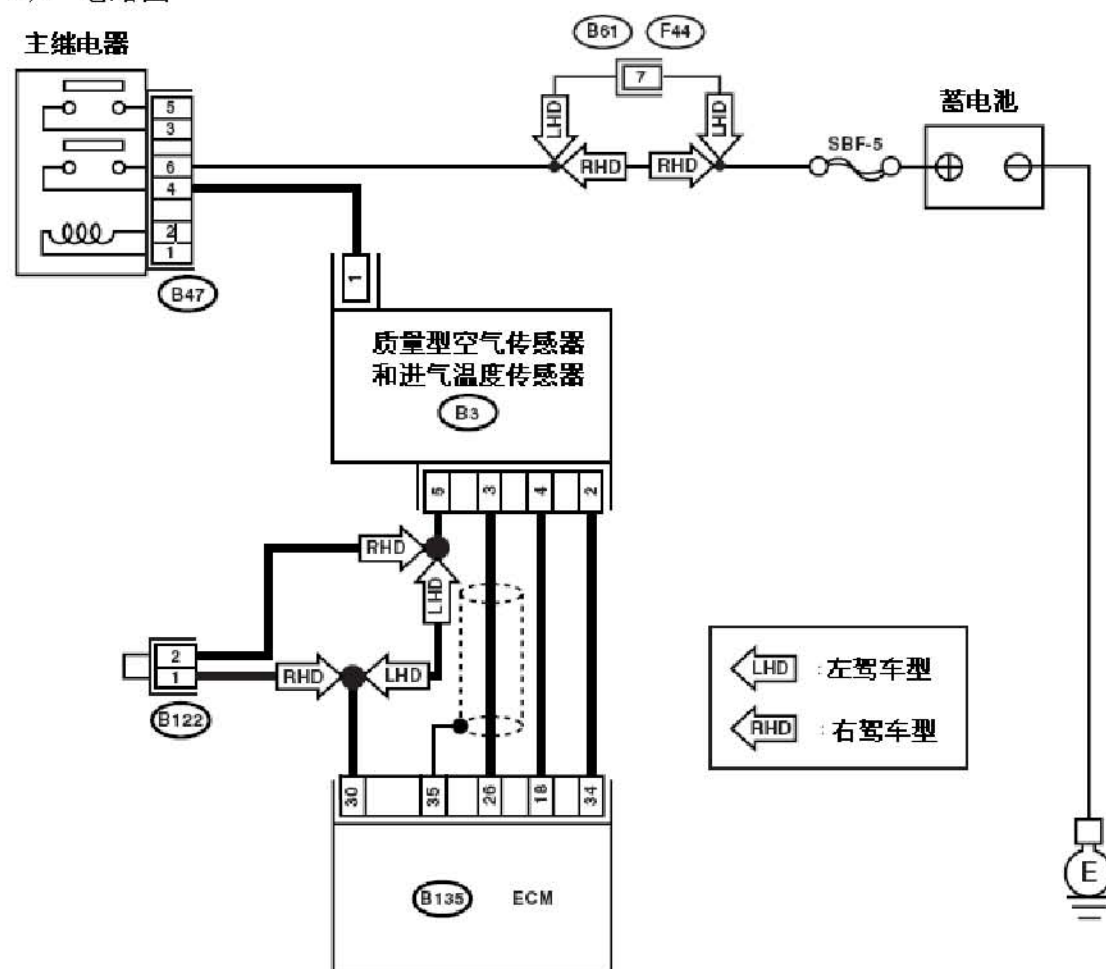 主继电器
B61 F44
7
蓄电池
SBF-5
LHD LHD
RHD RHD
5
3
6
4
2
1
B47
1
质量型空气传感器
和进气温度传感器
B3
5 3 4 2
RHD
LHD
2
1
RHD LHD
B122
LHD :左驾车型
RHD :右驾车型
30 35 26 18 34
B135 ECM
E